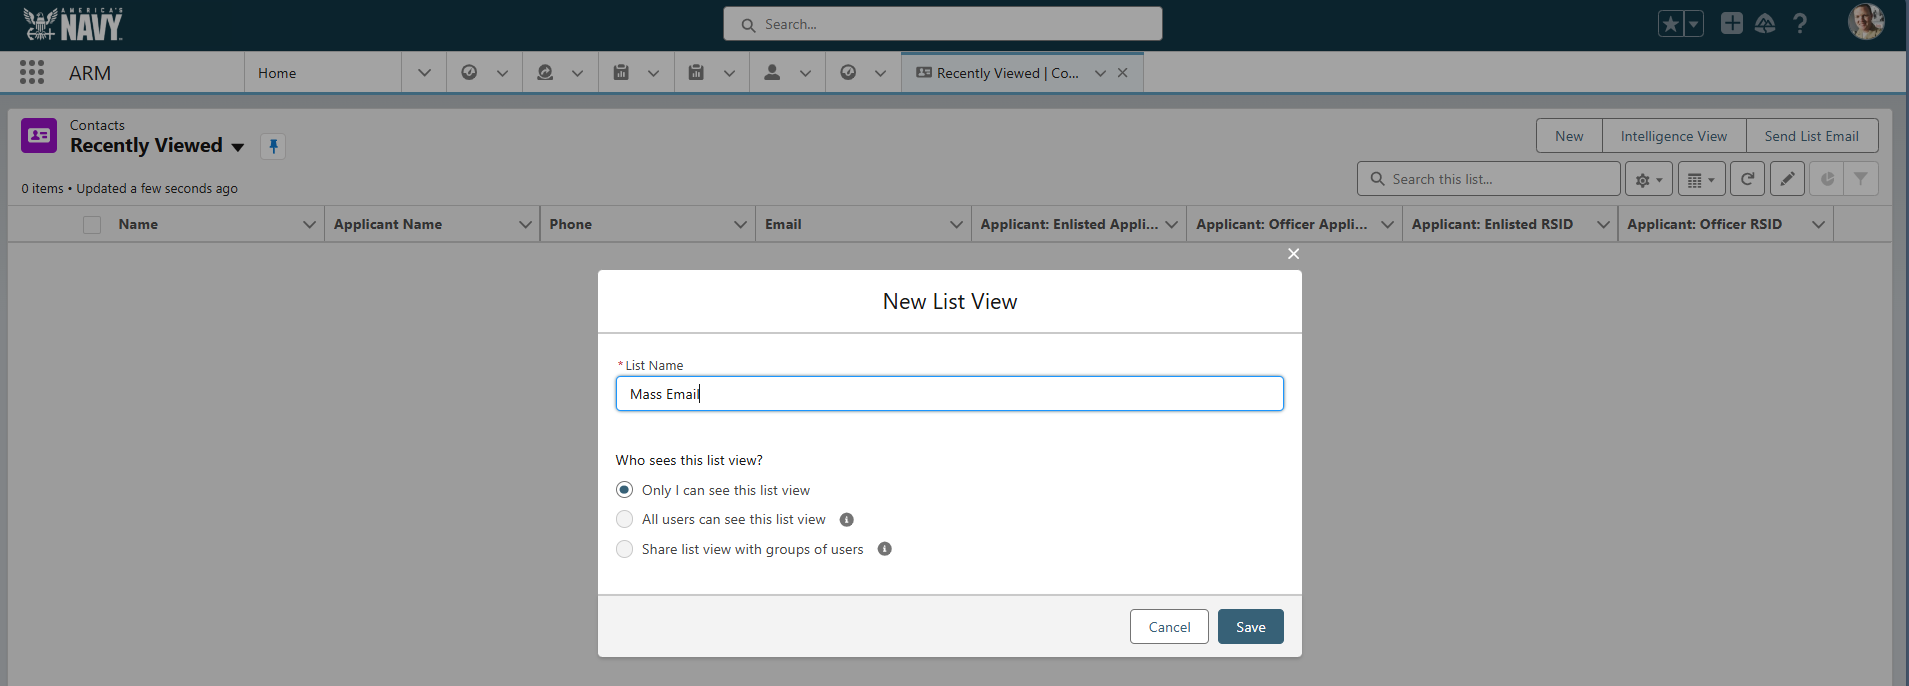 AMERICA'S
NAVY
Search...
ARM
Home
Recently Viewed | Co...
Contacts
Recently Viewed
New
Intelligence View
Send List Email
0 items • Updated a few seconds ago
Search this list...
Name
Applicant Name
Phone
Email
Applicant: Enlisted Appli...
Applicant: Officer Appli...
Applicant: Enlisted RSID
Applicant: Officer RSID
New List View
*List Name
Mass Email
Who sees this list view?
Only I can see this list view
All users can see this list view
Share list view with groups of users
Cancel
Save